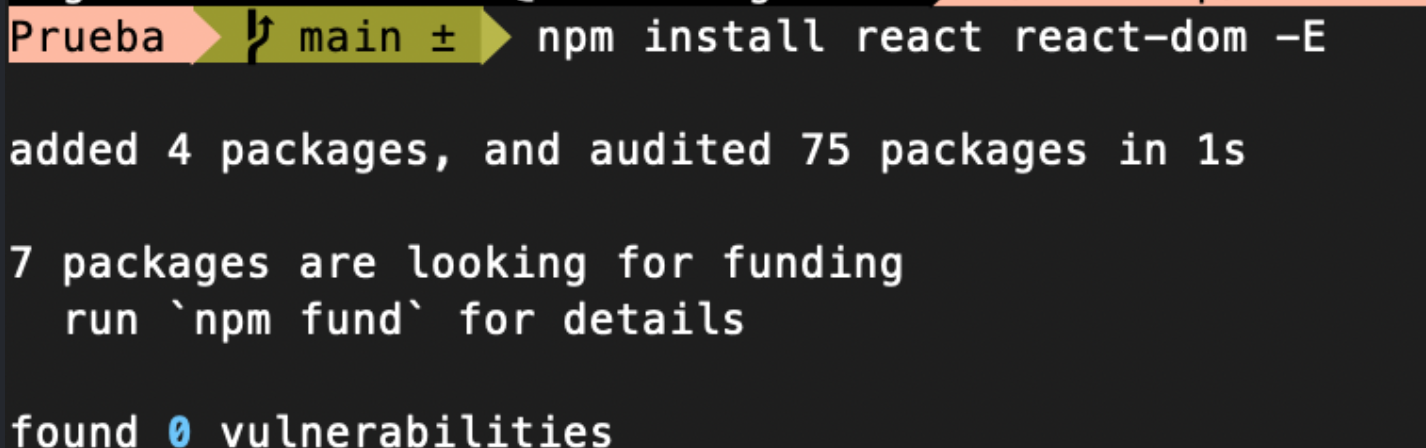 Prueba main ± npm install react react-dom -E
added 4 packages, and audited 75 packages in 1s
7 packages are looking for funding
run `npm fund` for details
found 0 vulnerabilities